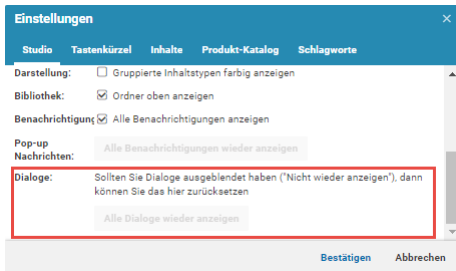 Einstellungen ×
Studio Tastenkürzel Inhalte Produkt-Katalog Schlagworte
Darstellung: Gruppierte Inhaltstypen farbig anzeigen
Bibliothek: Ordner oben anzeigen
Benachrichtigung Alle Benachrichtigungen anzeigen
Pop-up
Nachrichten: Alle Benachrichtigungen wieder anzeigen
Dialoge: Sollten Sie Dialoge ausgeblendet haben ("Nicht wieder anzeigen"), dann
können Sie das hier zurücksetzen
Alle Dialoge wieder anzeigen
Bestätigen Abbrechen